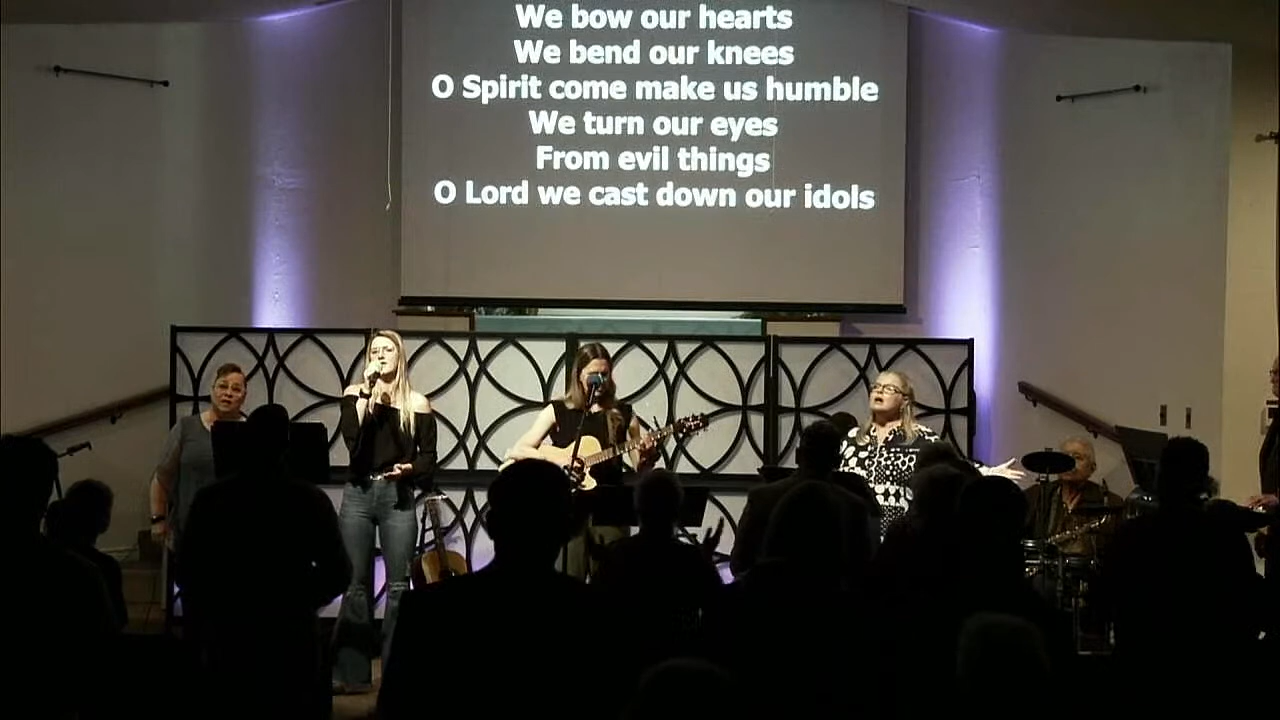 We bow our hearts
We bend our knees
O Spirit come make us humble
We turn our eyes
From evil things
O Lord we cast down our idols